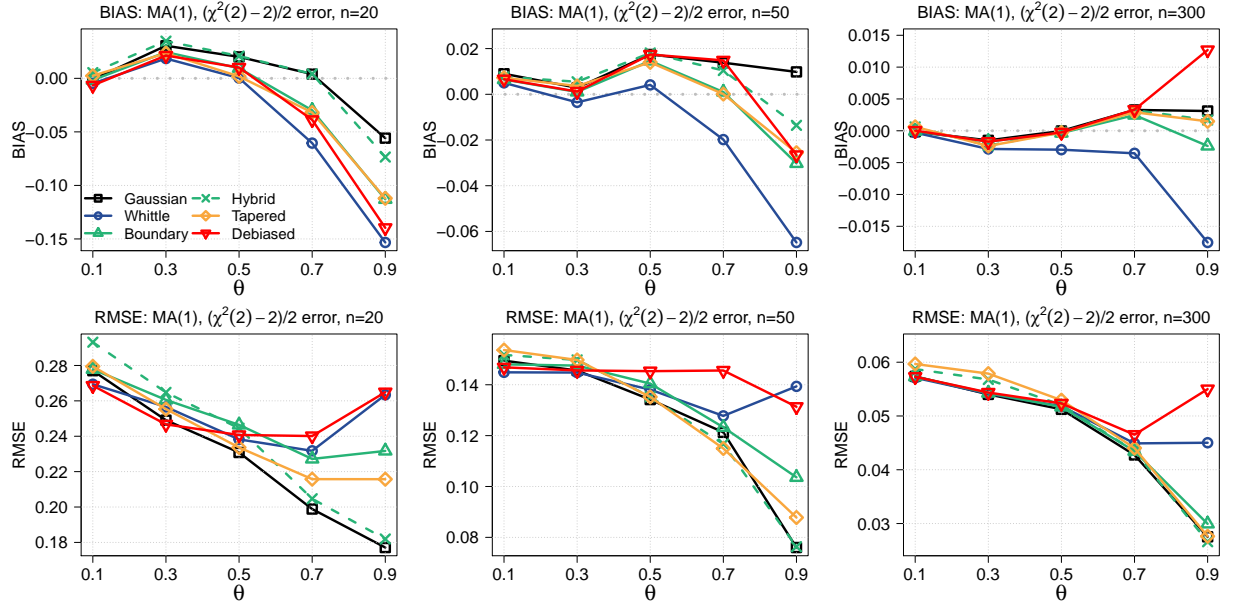 BIAS: MA(1), (χ²(2)−2)/2 error, n=20
BIAS
0.00
−0.05
−0.10
−0.15
Gaussian
Whittle
Boundary
Hybrid
Tapered
Debiased
0.1 0.3 0.5 0.7 0.9
θ
BIAS: MA(1), (χ²(2)−2)/2 error, n=50
BIAS
0.02
0.00
−0.02
−0.04
−0.06
0.1 0.3 0.5 0.7 0.9
θ
BIAS: MA(1), (χ²(2)−2)/2 error, n=300
BIAS
0.015
0.010
0.005
0.000
−0.005
−0.010
−0.015
0.1 0.3 0.5 0.7 0.9
θ
RMSE: MA(1), (χ²(2)−2)/2 error, n=20
RMSE
0.28
0.26
0.24
0.22
0.20
0.18
0.1 0.3 0.5 0.7 0.9
θ
RMSE: MA(1), (χ²(2)−2)/2 error, n=50
RMSE
0.14
0.12
0.10
0.08
0.1 0.3 0.5 0.7 0.9
θ
RMSE: MA(1), (χ²(2)−2)/2 error, n=300
RMSE
0.06
0.05
0.04
0.03
0.1 0.3 0.5 0.7 0.9
θ